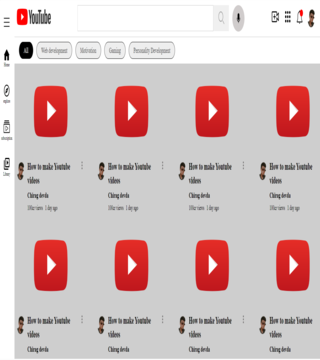 YouTube
All Web development Motivation Gaming Personality Development
Home
explore
subscription
Library
How to make Youtube
videos
Chirag devda
10Lac views 1 day ago
How to make Youtube
videos
Chirag devda
10Lac views 1 day ago
How to make Youtube
videos
Chirag devda
10Lac views 1 day ago
How to make Youtube
videos
Chirag devda
10Lac views 1 day ago
How to make Youtube
videos
Chirag devda
How to make Youtube
videos
Chirag devda
How to make Youtube
videos
Chirag devda
How to make Youtube
videos
Chirag devda